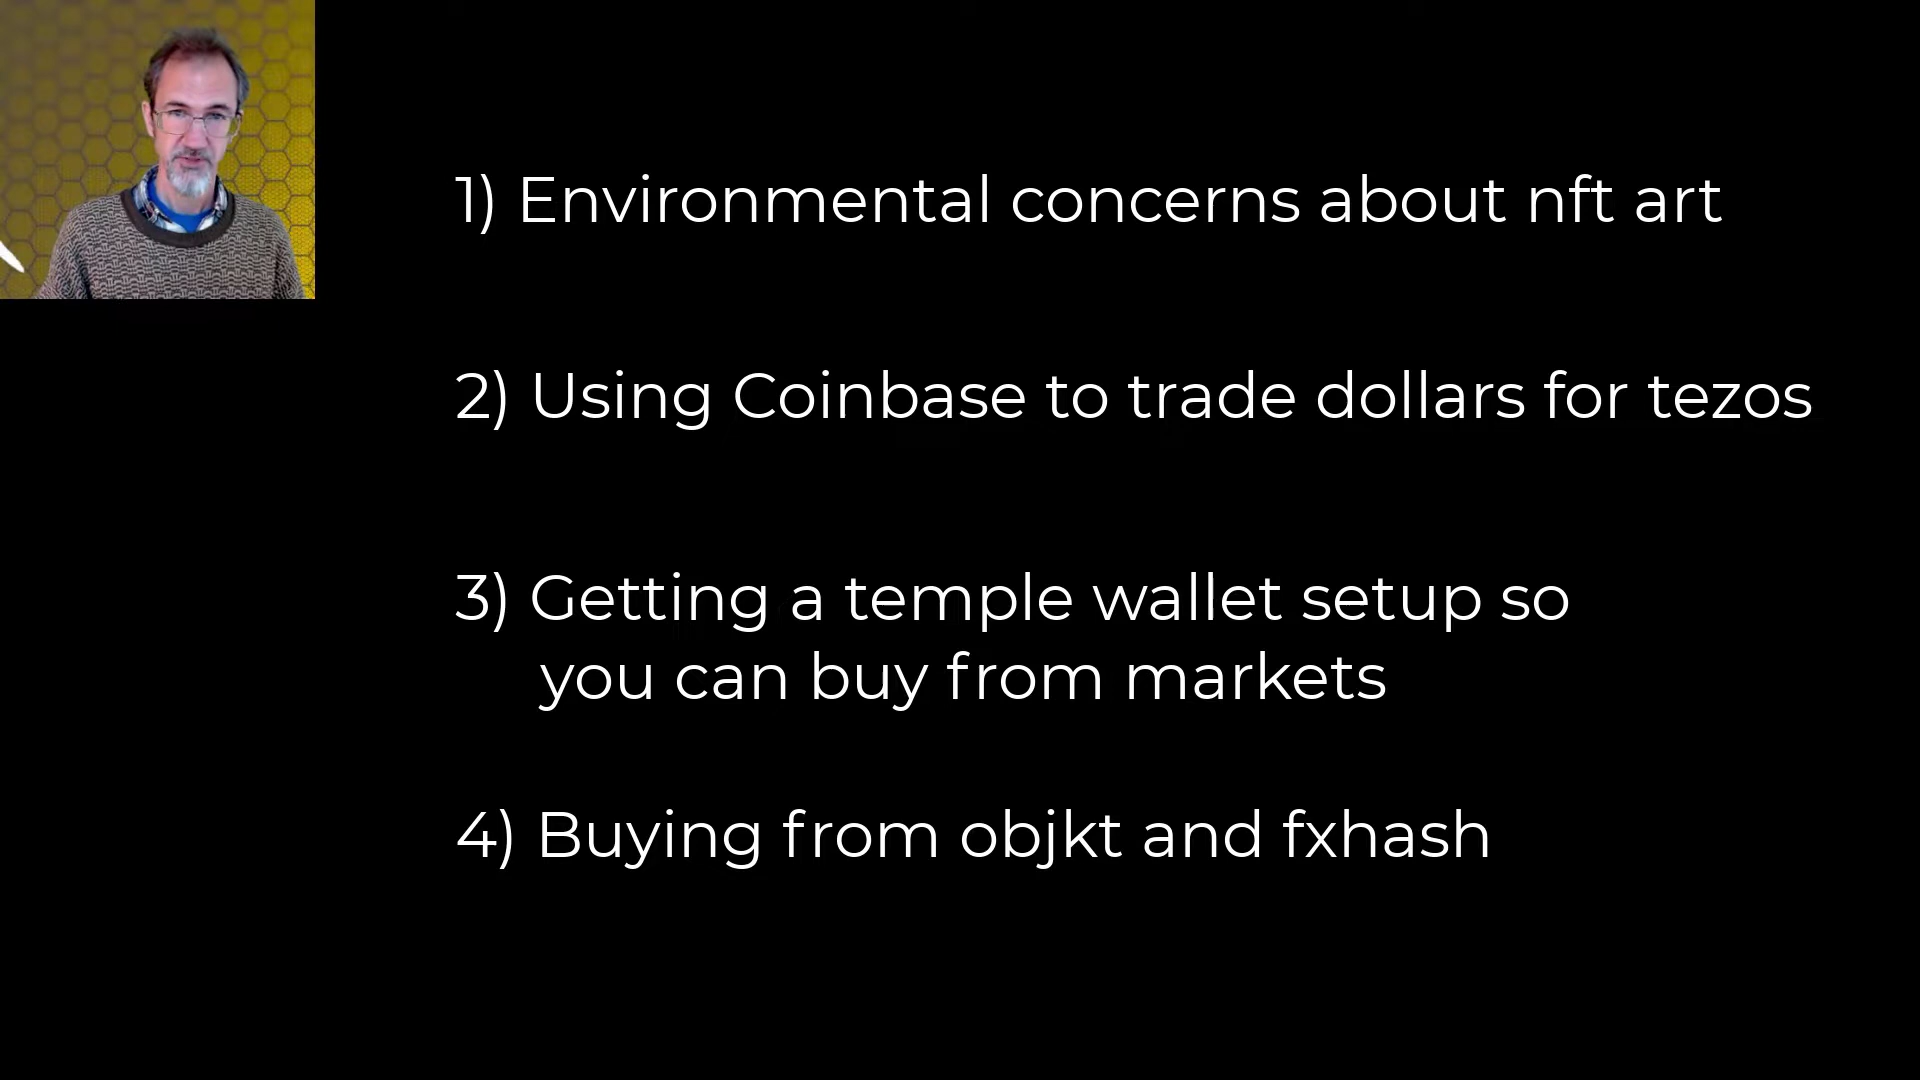 1) Environmental concerns about nft art
2) Using Coinbase to trade dollars for tezos
3) Getting a temple wallet setup so
you can buy from markets
4) Buying from objkt and fxhash